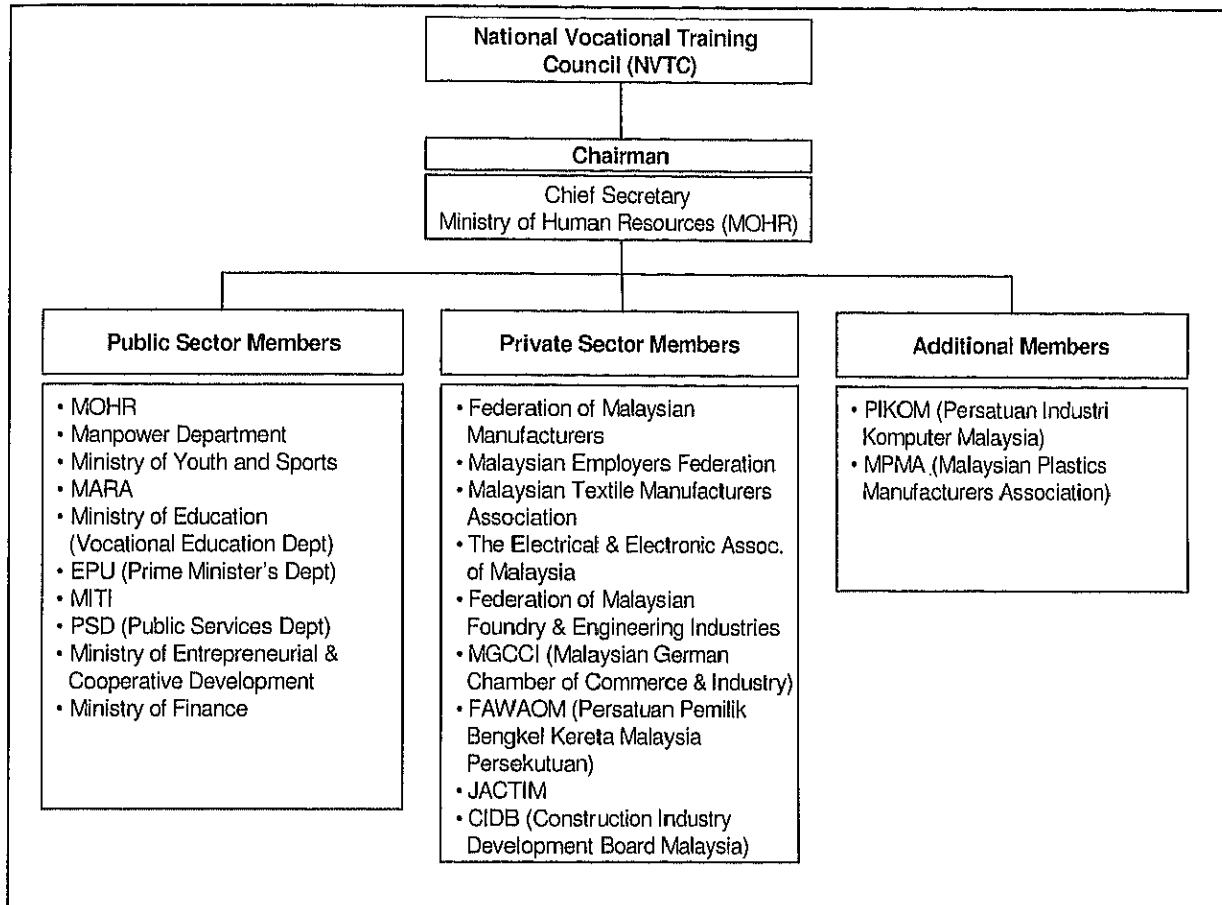 National Vocational Training
Council (NVTC)
Chairman
Chief Secretary
Ministry of Human Resources (MOHR)
Public Sector Members
• MOHR
• Manpower Department
• Ministry of Youth and Sports
• MARA
• Ministry of Education
(Vocational Education Dept)
• EPU (Prime Minister's Dept)
• MITI
• PSD (Public Services Dept)
• Ministry of Entrepreneurial &
Cooperative Development
• Ministry of Finance
Private Sector Members
• Federation of Malaysian
Manufacturers
• Malaysian Employers Federation
• Malaysian Textile Manufacturers
Association
• The Electrical & Electronic Assoc.
of Malaysia
• Federation of Malaysian
Foundry & Engineering Industries
• MGCCI (Malaysian German
Chamber of Commerce & Industry)
• FAWAOM (Persatuan Pemilik
Bengkel Kereta Malaysia
Persekutuan)
• JACTIM
• CIDB (Construction Industry
Development Board Malaysia)
Additional Members
• PIKOM (Persatuan Industri
Komputer Malaysia)
• MPMA (Malaysian Plastics
Manufacturers Association)